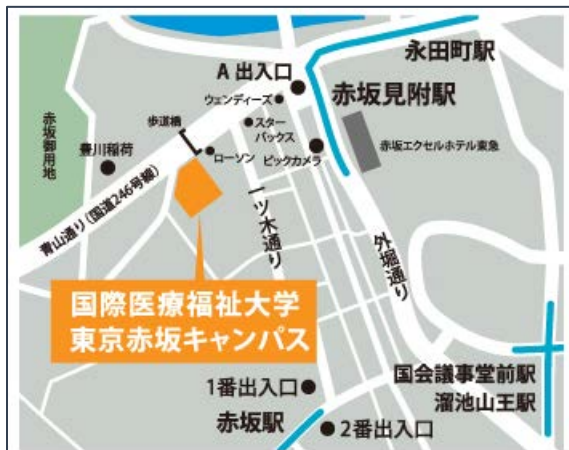 永田町駅
A 出入口
赤坂見附駅
ウェンディーズ
スター
バックス
歩道橋
赤坂御用地
豊川稲荷
ローソン
ビックカメラ
赤坂エクセルホテル東急
青山通り(国道246号線)
一ツ木通り
外堀通り
国際医療福祉大学
東京赤坂キャンパス
国会議事堂前駅
溜池山王駅
1番出入口
赤坂駅
2番出入口